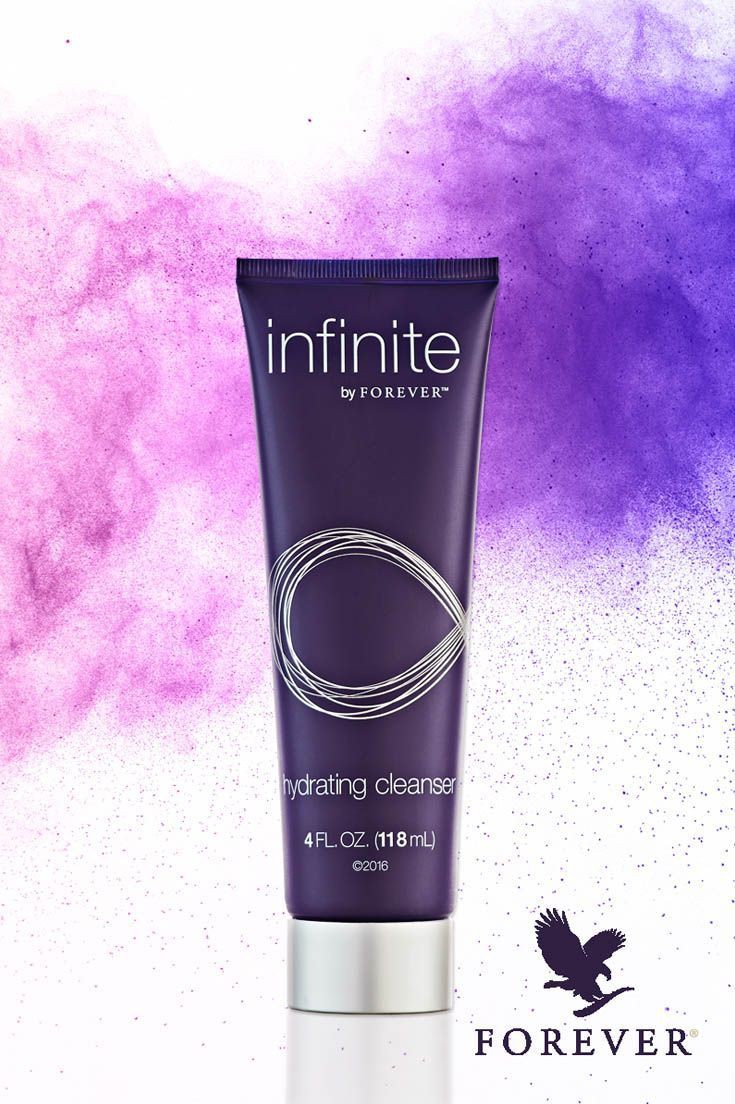 infinite
by FOREVER™
hydrating cleanser
4 FL. OZ. (118 mL)
©2016
FOREVER®